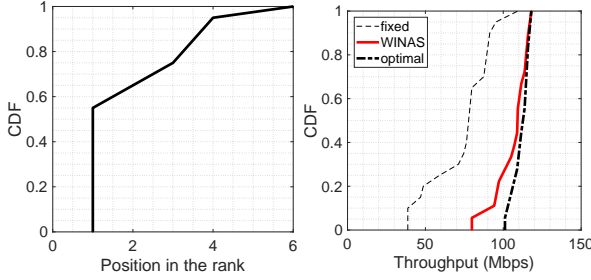 1
0.8
0.6
0.4
0.2
0
CDF
0
2
4
6
Position in the rank
1
0.8
0.6
0.4
0.2
0
CDF
fixed
WINAS
optimal
0
50
100
150
Throughput (Mbps)